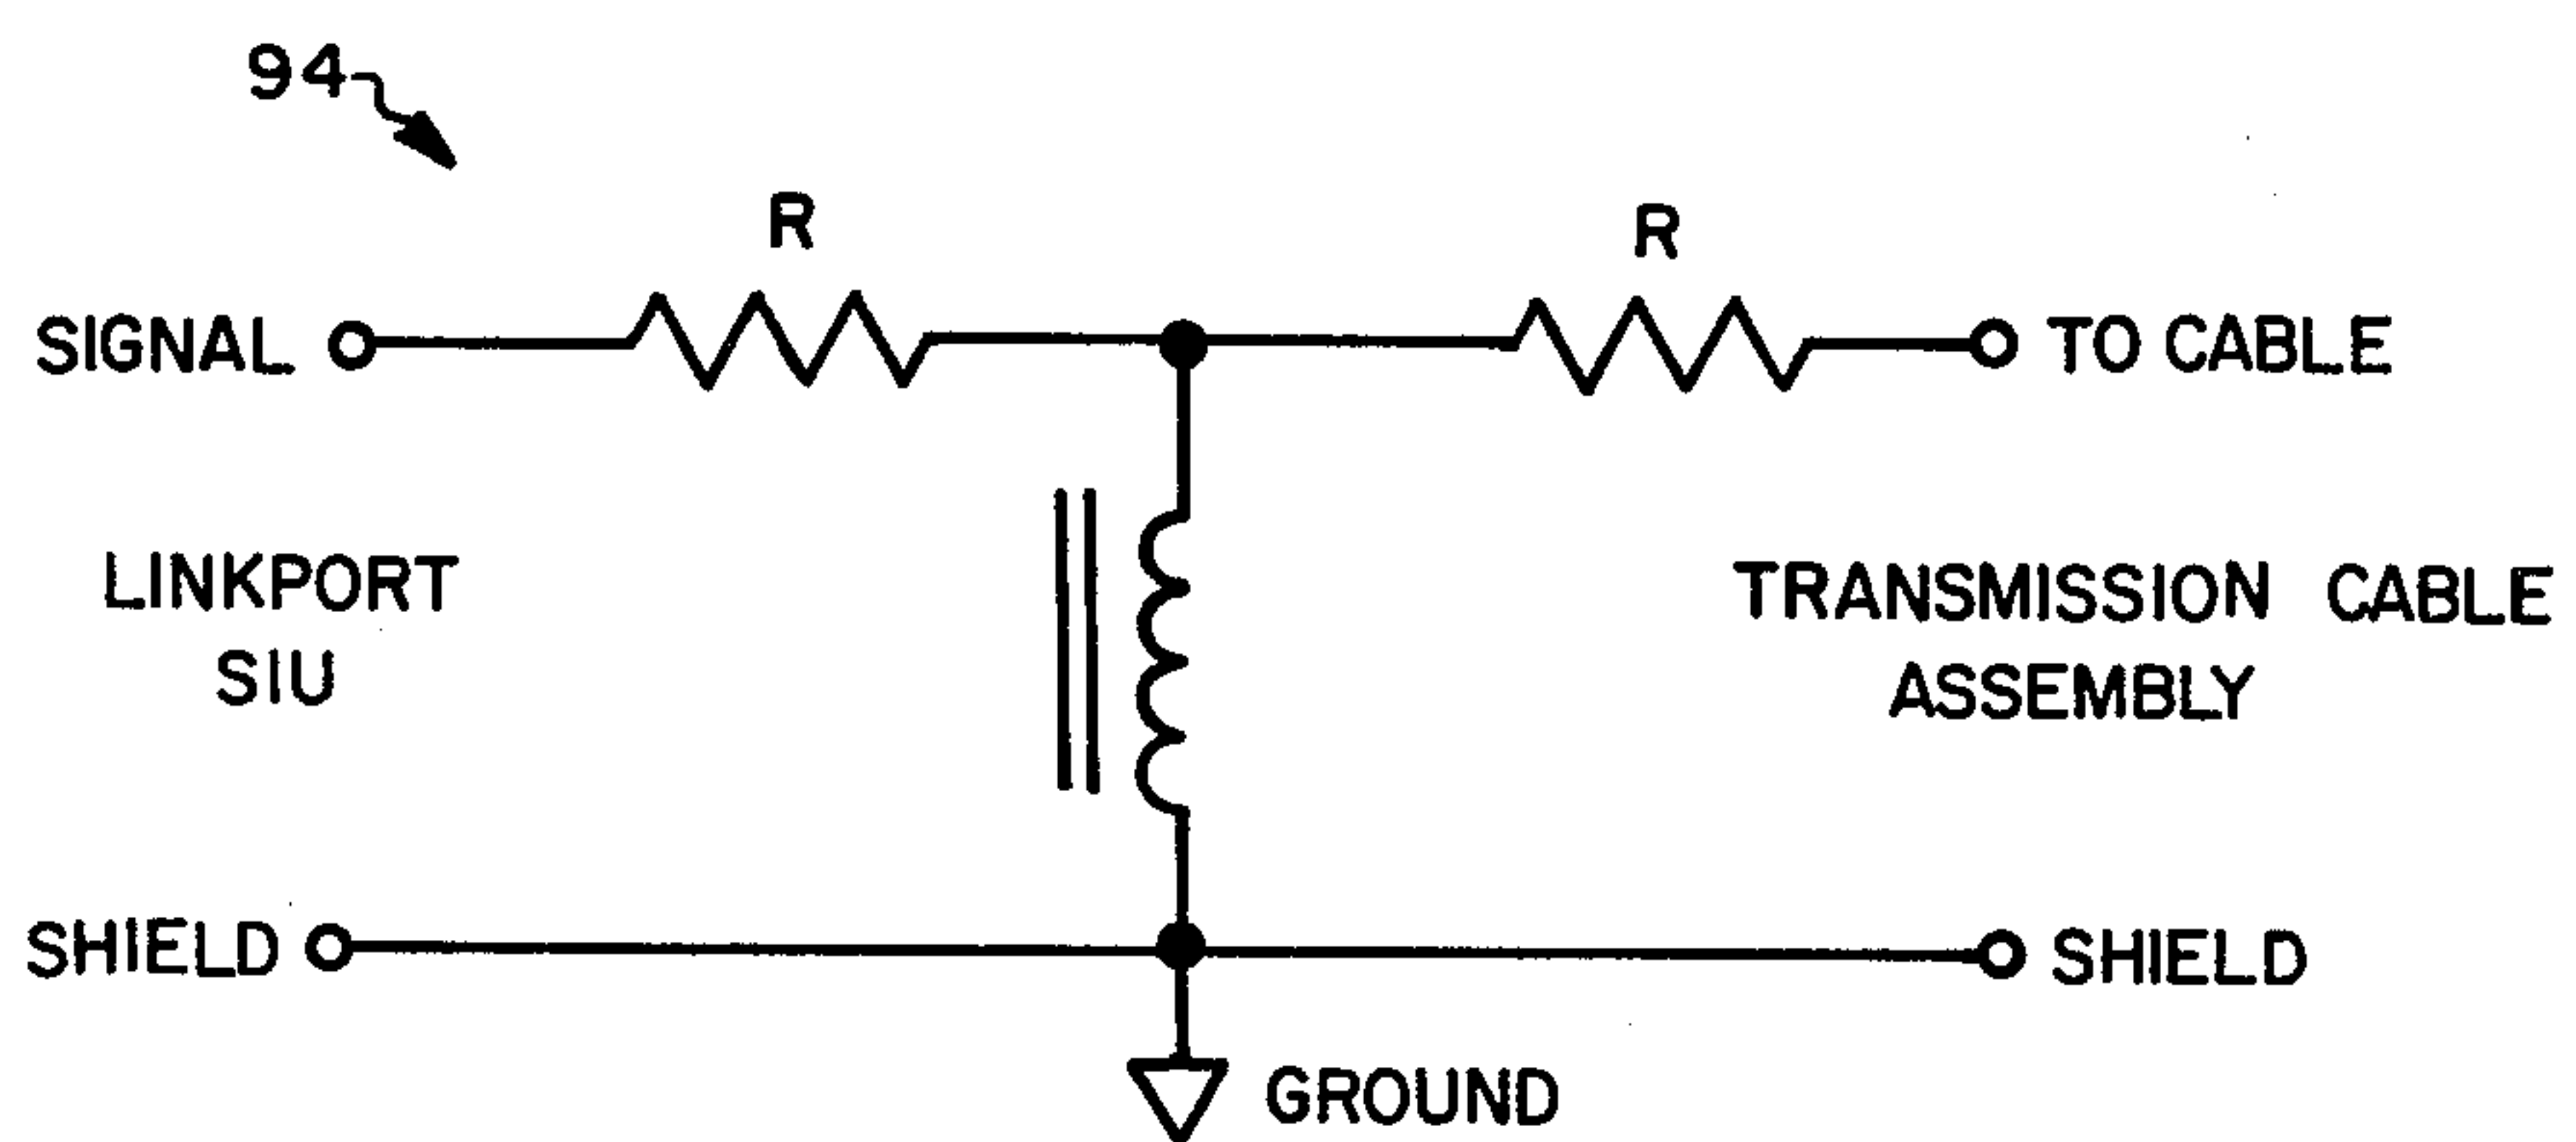 94
R
R
SIGNAL
TO CABLE
LINKPORT
SIU
TRANSMISSION CABLE
ASSEMBLY
SHIELD
SHIELD
GROUND